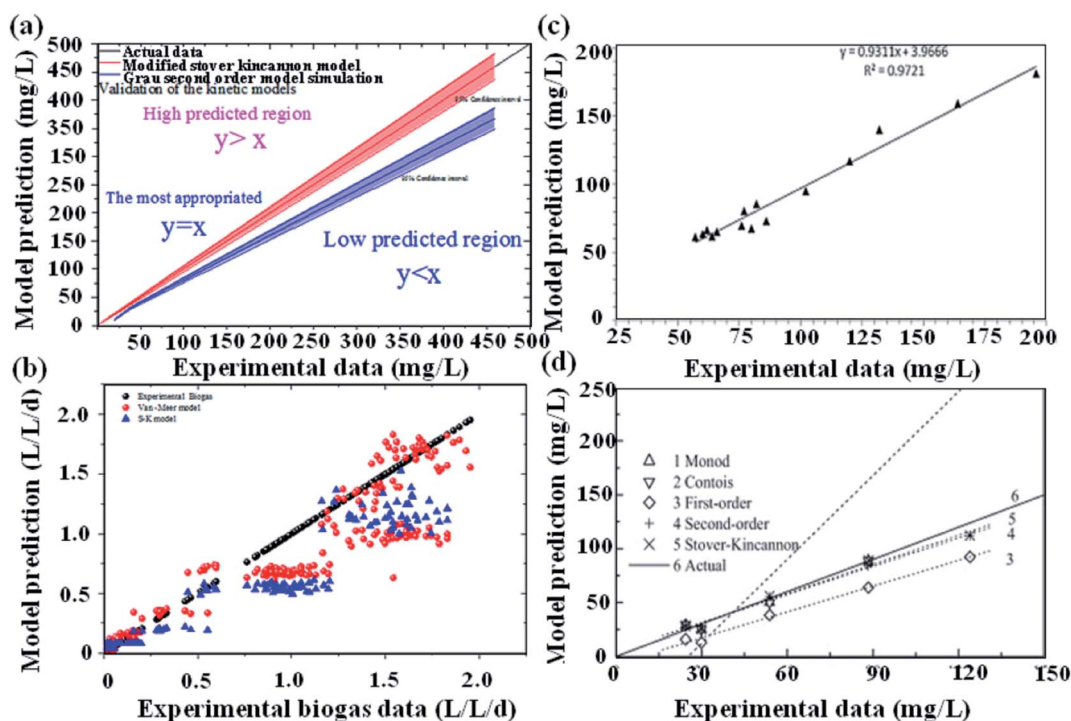 (a)
500
450
400
350
150
250
200
150
100
50
0
Model prediction (mg/L)
Actual data
Modified stover kincannon model
Grau second order model simulation
Validation of the kinetic models
High predicted region
y> x
The most appropriated
y=x
Low predicted region
y<x
Confidence interval
95% Confidence interval
50 100 150 200 250 300 350 400 450 500
Experimental data (mg/L)
(b)
2.0
1.5
1.0
0.5
0
Model prediction (L/L/d)
Experimental Biogas
Van-Meer model
S-K model
0 0.5 1.0 1.5 2.0
Experimental biogas data (L/L/d)
(c)
200
150
100
50
0
Model prediction (mg/L)
y = 0.9311x + 3.9666
R² = 0.9721
25 50 75 100 125 150 175 200
Experimental data (mg/L)
(d)
250
200
150
100
50
0
Model prediction (mg/L)
1 Monod
2 Contois
3 First-order
4 Second-order
5 Stover-Kincannon
6 Actual
6
5
4
3
0 30 60 90 120 150
Experimental data (mg/L)